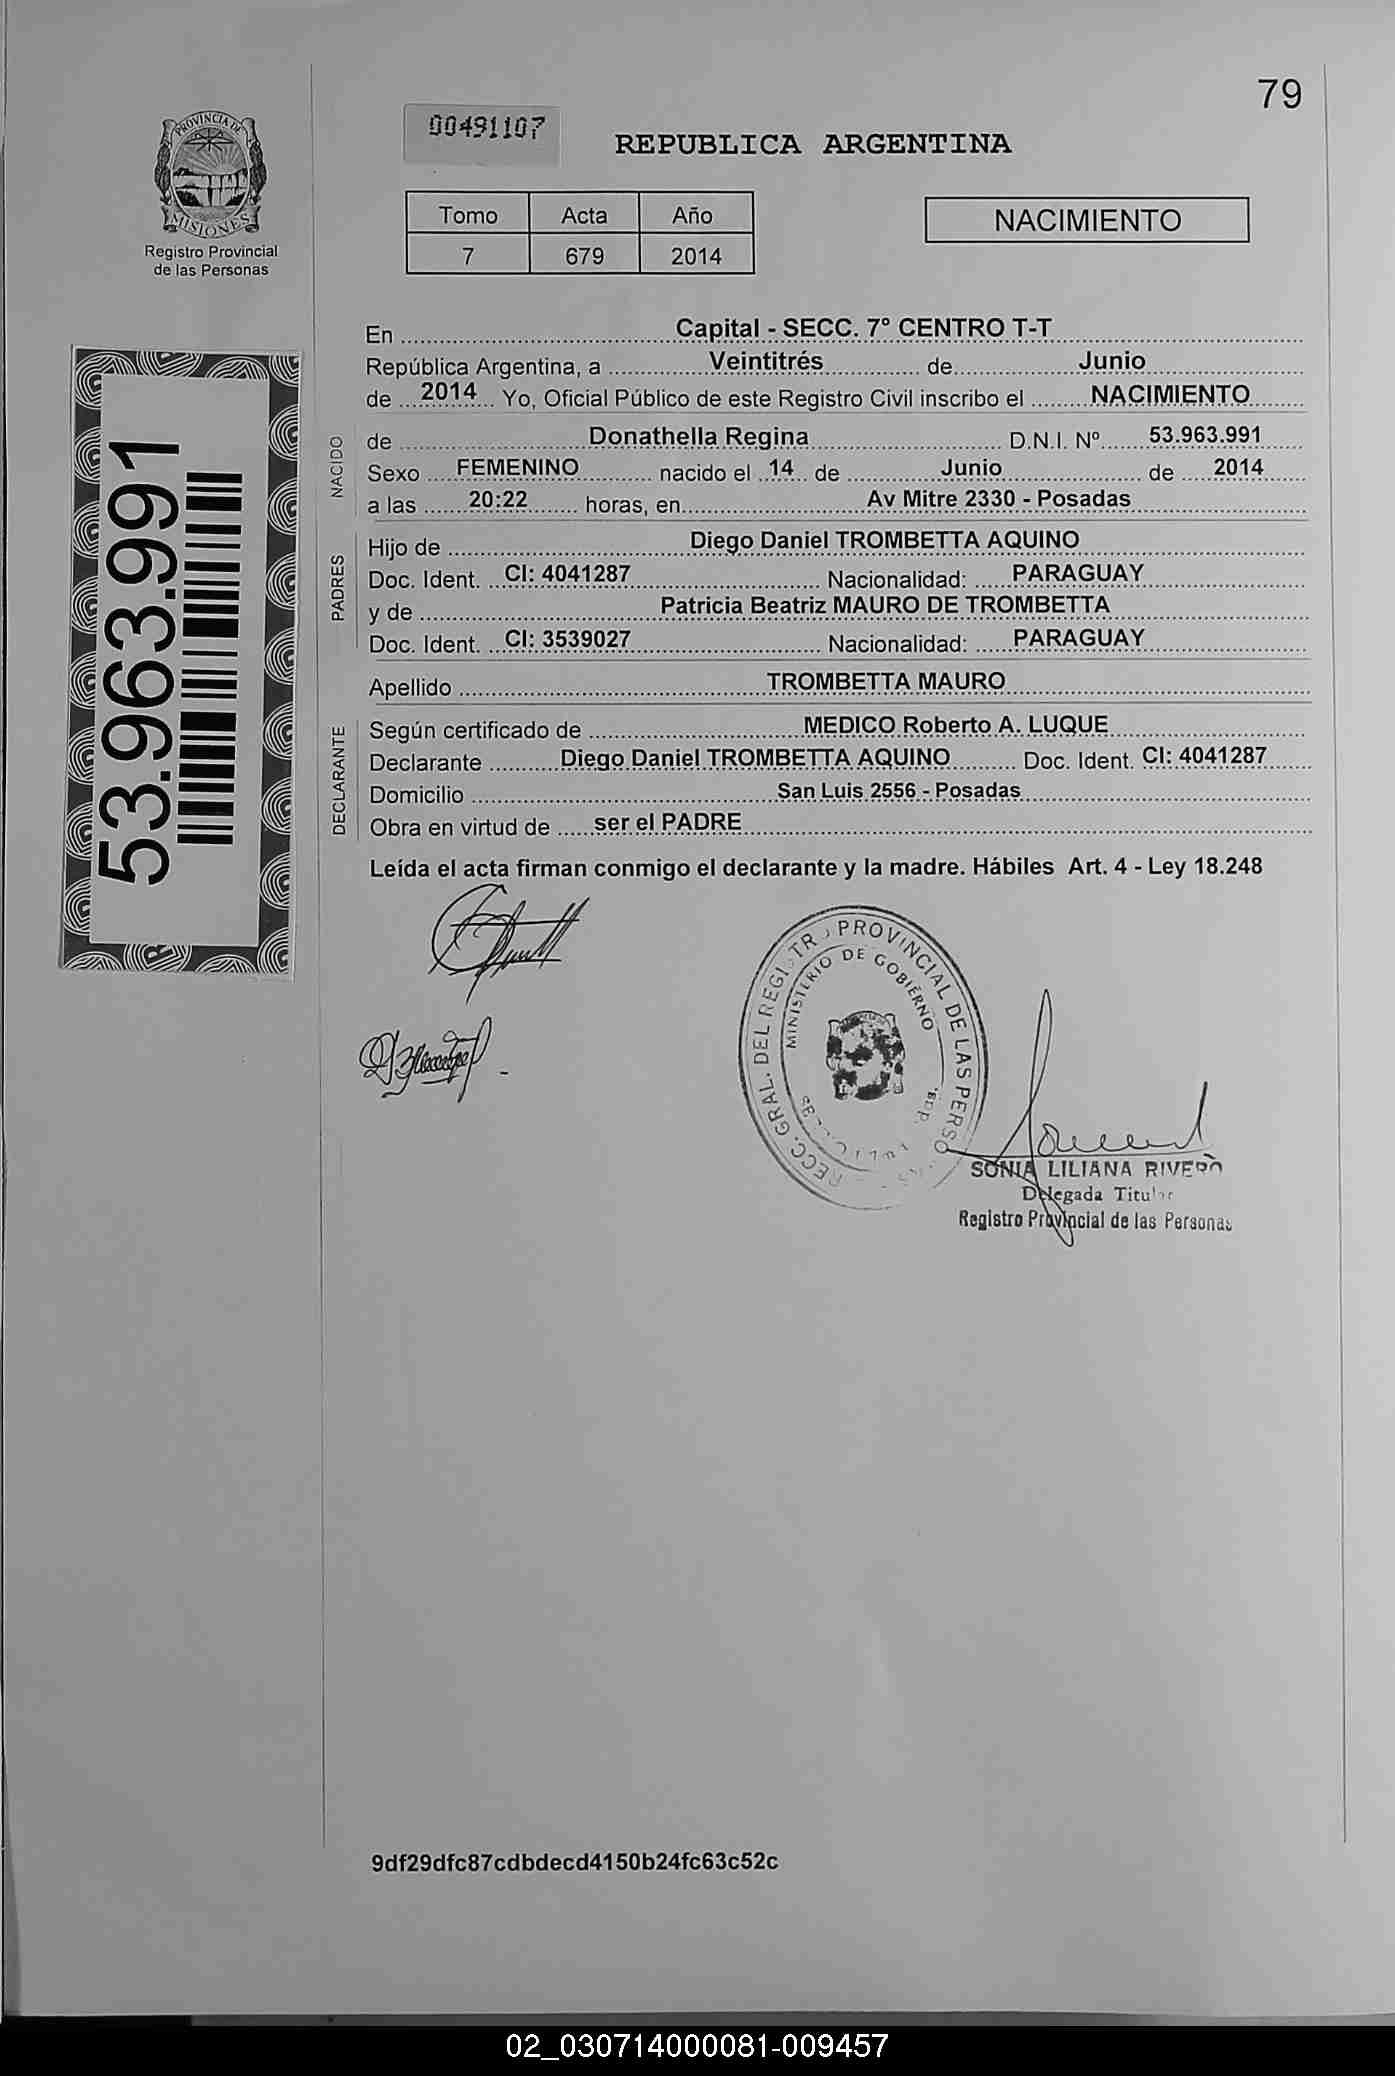 79
PROVINCIA DE
MISIONES
Registro Provincial
de las Personas
00491107
REPUBLICA ARGENTINA
Tomo Acta Año
7 679 2014
NACIMIENTO
En Capital - SECC. 7° CENTRO T-T
República Argentina, a Veintitrés de Junio
de 2014 Yo, Oficial Público de este Registro Civil inscribo el NACIMIENTO
NACIDO
de Donathella Regina D.N.I. Nº 53.963.991
Sexo FEMENINO nacido el 14 de Junio de 2014
a las 20:22 horas, en Av Mitre 2330 - Posadas
PADRES
Hijo de Diego Daniel TROMBETTA AQUINO
Doc. Ident. CI: 4041287 Nacionalidad: PARAGUAY
y de Patricia Beatriz MAURO DE TROMBETTA
Doc. Ident. CI: 3539027 Nacionalidad: PARAGUAY
Apellido TROMBETTA MAURO
DECLARANTE
Según certificado de MEDICO Roberto A. LUQUE
Declarante Diego Daniel TROMBETTA AQUINO Doc. Ident. CI: 4041287
Domicilio San Luis 2556 - Posadas
Obra en virtud de ser el PADRE
Leída el acta firman conmigo el declarante y la madre. Hábiles Art. 4 - Ley 18.248
53.963.991
PROVINCIAL DE LAS
RECC. GRAL. DEL
MINISTERIO DE GOBIERNO
SONIA LILIANA RIVERO
Delegada Titular
Registro Provincial de las Personas
9df29dfc87cdbdecd4150b24fc63c52c
02_030714000081-009457